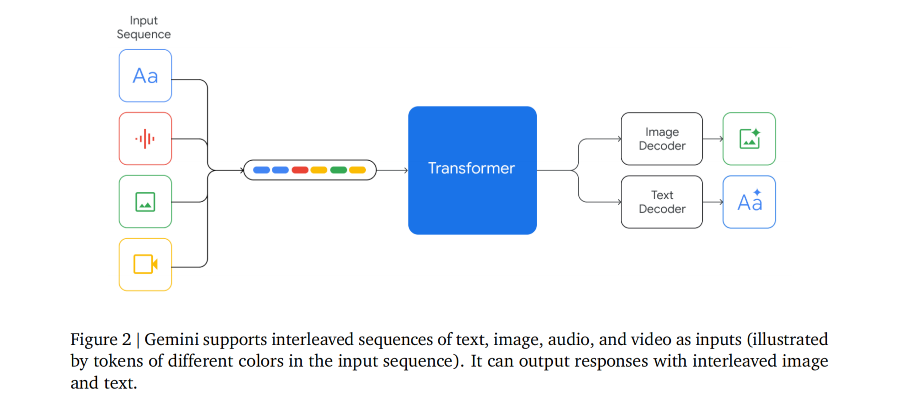 Input
Sequence
Aa
Transformer
Image
Decoder
Text
Decoder
Aa
Figure 2 | Gemini supports interleaved sequences of text, image, audio, and video as inputs (illustrated
by tokens of different colors in the input sequence). It can output responses with interleaved image
and text.